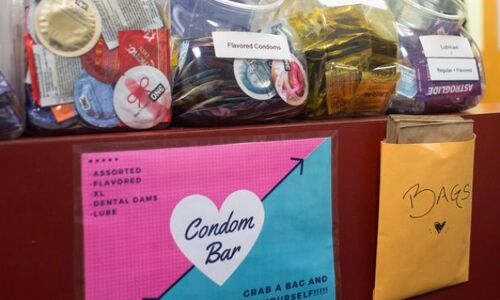 Flavored Condoms
LUBRICANT
Regular + Flavored
ASTROGLIDE
ONE
ASSORTED
FLAVORED
XL
DENTAL DAMS
LUBE
Condom
Bar
GRAB A BAG AND
YOURSELF!!!!!
BAGS